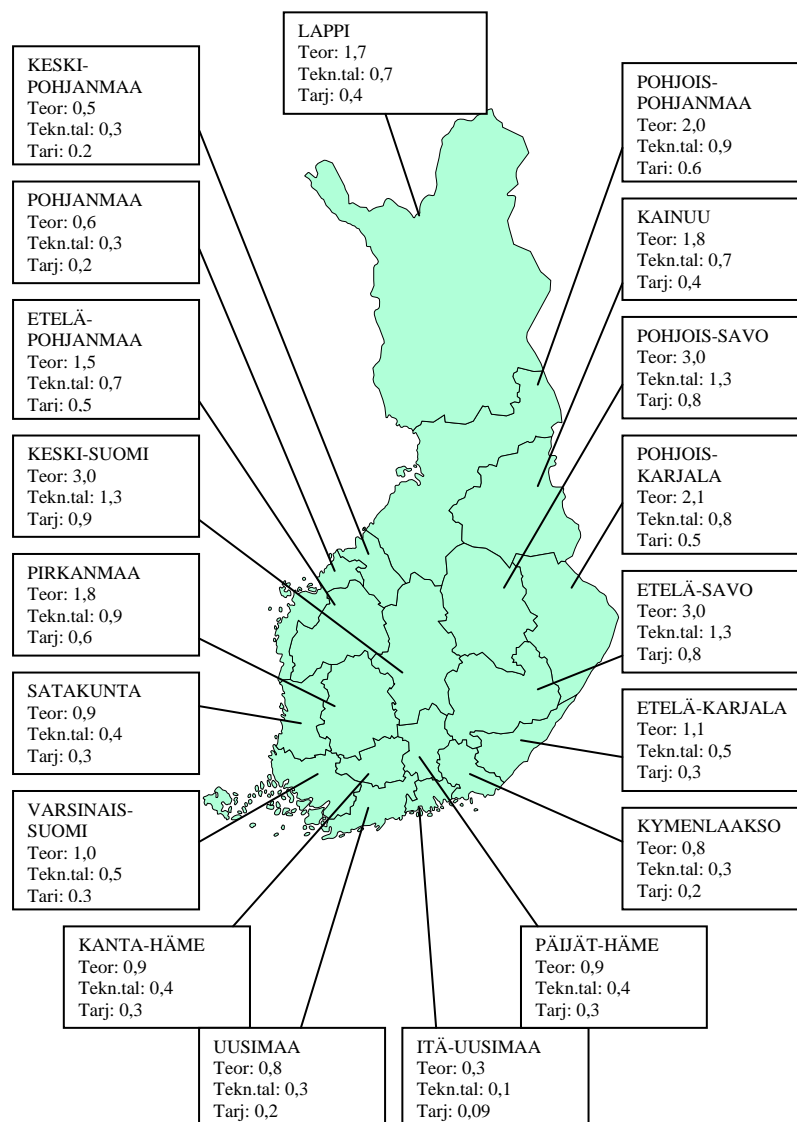 LAPPI
Teor: 1,7
Tekn.tal: 0,7
Tarj: 0,4
KESKI-
POHJANMAA
Teor: 0,5
Tekn.tal: 0,3
Tari: 0.2
POHJANMAA
Teor: 0,6
Tekn.tal: 0,3
Tarj: 0,2
ETELÄ-
POHJANMAA
Teor: 1,5
Tekn.tal: 0,7
Tari: 0.5
KESKI-SUOMI
Teor: 3,0
Tekn.tal: 1,3
Tarj: 0,9
PIRKANMAA
Teor: 1,8
Tekn.tal: 0,9
Tarj: 0,6
SATAKUNTA
Teor: 0,9
Tekn.tal: 0,4
Tarj: 0,3
VARSINAIS-
SUOMI
Teor: 1,0
Tekn.tal: 0,5
Tari: 0.3
POHJOIS-
POHJANMAA
Teor: 2,0
Tekn.tal: 0,9
Tari: 0.6
KAINUU
Teor: 1,8
Tekn.tal: 0,7
Tarj: 0,4
POHJOIS-SAVO
Teor: 3,0
Tekn.tal: 1,3
Tarj: 0,8
POHJOIS-
KARJALA
Teor: 2,1
Tekn.tal: 0,8
Tari: 0.5
ETELÄ-SAVO
Teor: 3,0
Tekn.tal: 1,3
Tarj: 0,8
ETELÄ-KARJALA
Teor: 1,1
Tekn.tal: 0,5
Tarj: 0,3
KYMENLAAKSO
Teor: 0,8
Tekn.tal: 0,3
Tarj: 0,2
KANTA-HÄME
Teor: 0,9
Tekn.tal: 0,4
Tarj: 0,3
PÄIJÄT-HÄME
Teor: 0,9
Tekn.tal: 0,4
Tarj: 0,3
UUSIMAA
Teor: 0,8
Tekn.tal: 0,3
Tarj: 0,2
ITÄ-UUSIMAA
Teor: 0,3
Tekn.tal: 0,1
Tarj: 0,09